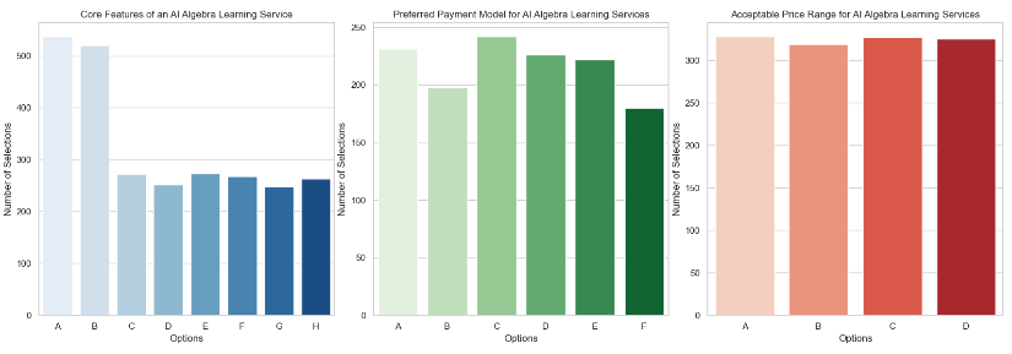 Core Features of an AI Algebra Learning Service
Number of Selections
500
400
300
200
100
0
A B C D E F G H
Options
Preferred Payment Model for AI Algebra Learning Services
Number of Selections
250
200
150
100
50
0
A B C D E F
Options
Acceptable Price Range for AI Algebra Learning Services
Number of Selections
300
250
200
150
100
50
0
A B C D
Options